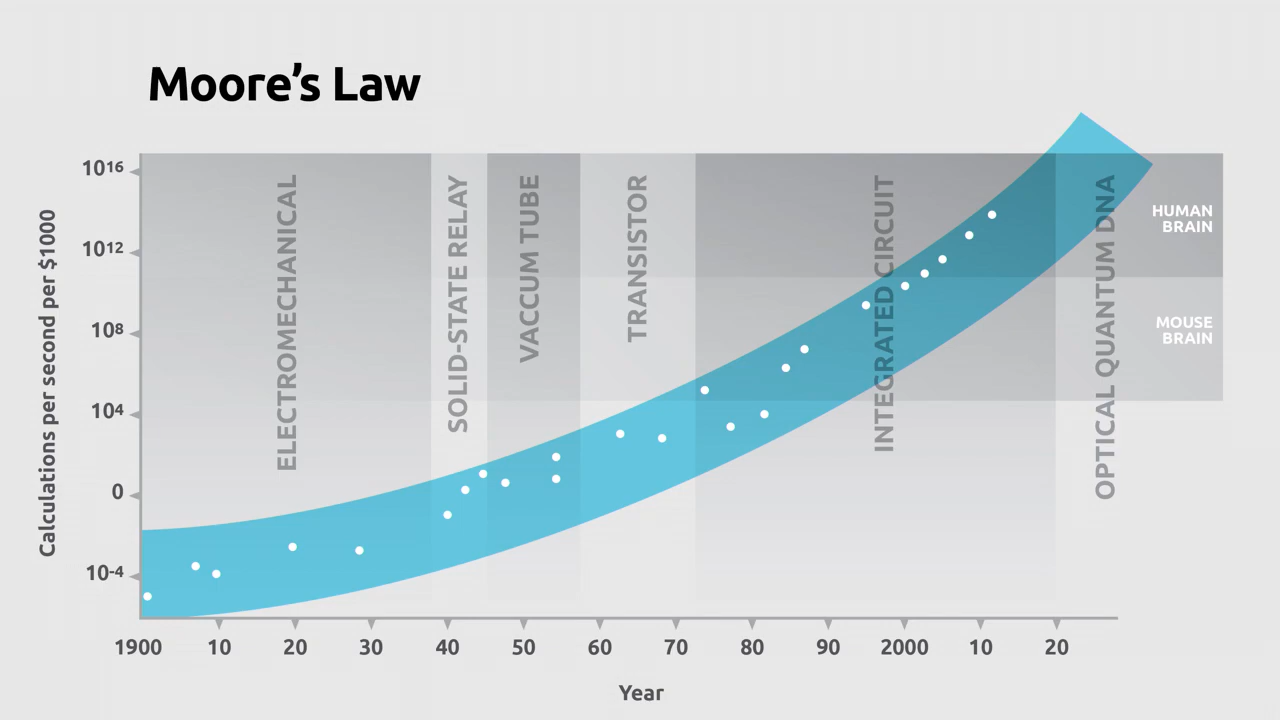 Moore's Law
Calculations per second per $1000
10¹⁶
10¹²
10⁸
10⁴
0
10⁻⁴
ELECTROMECHANICAL
SOLID-STATE RELAY
VACCUM TUBE
TRANSISTOR
INTEGRATED CIRCUIT
OPTICAL QUANTUM DNA
HUMAN
BRAIN
MOUSE
BRAIN
1900 10 20 30 40 50 60 70 80 90 2000 10 20
Year